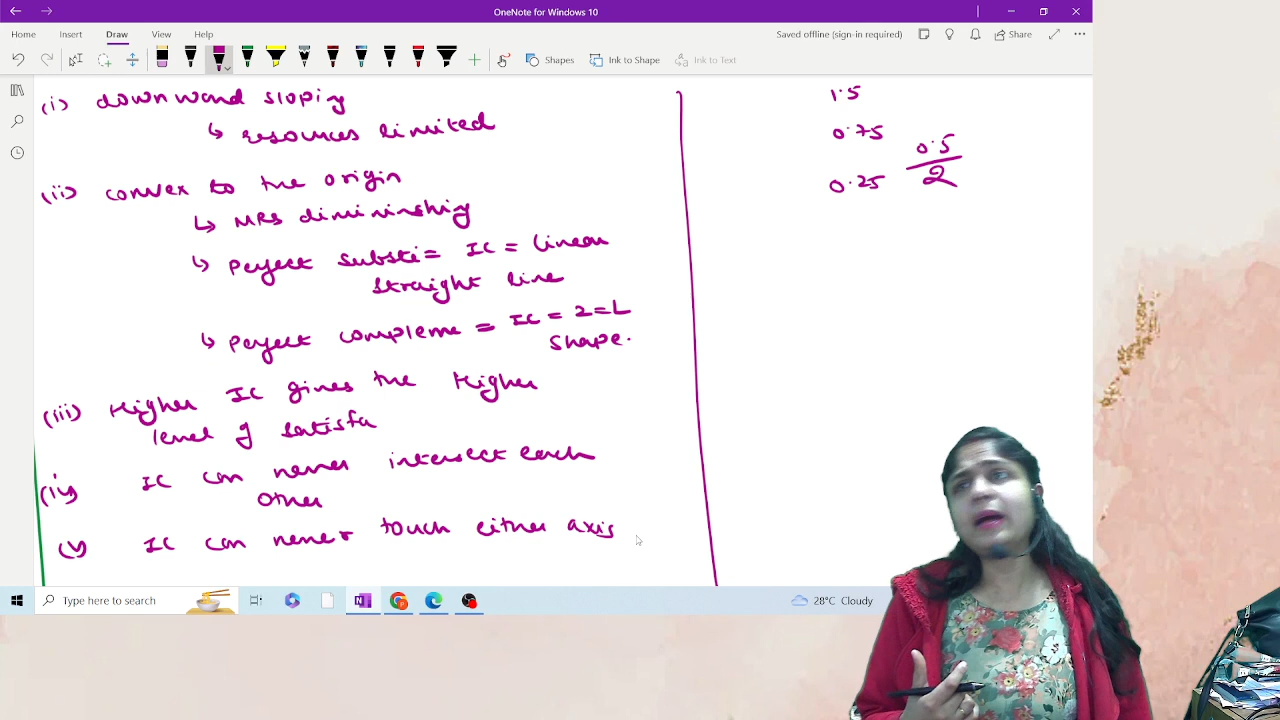 OneNote for Windows 10
Home Insert Draw View Help
Saved offline (sign-in required) Share
Shapes Ink to Shape Ink to Text
(i) downward sloping
↳ resources limited
(ii) convex to the origin
↳ MRS diminishing
↳ Perfect substi = IC = Linear
straight line
↳ Perfect compleme = IC = 2 = L
shape.
(iii) Higher IC gives the Higher
level of satisfa
(iv) IC can never intersect each
other
(v) IC can never touch either axis
1.5
0.75
0.25
0.5
2
Type here to search
28°C Cloudy